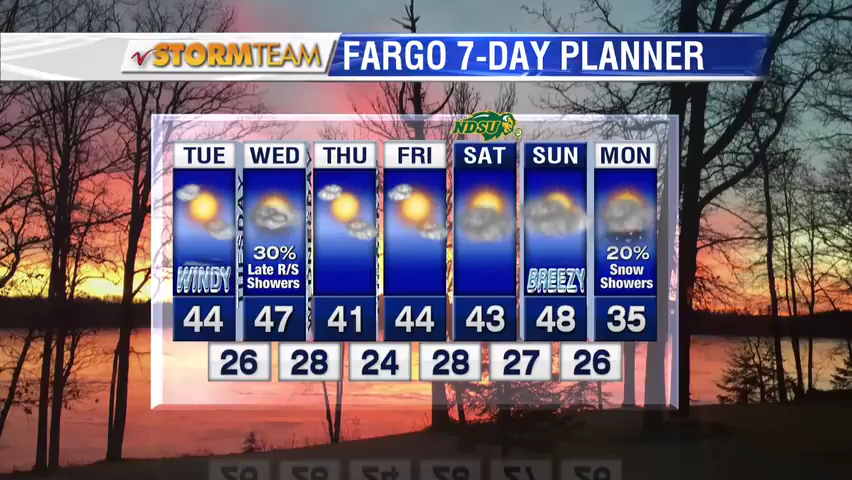 STORMTEAM
FARGO 7-DAY PLANNER
NDSU
TUE WED THU FRI SAT SUN MON
WINDY
30%
Late R/S
Showers
BREEZY
20%
Snow
Showers
44 47 41 44 43 48 35
26 28 24 28 27 26